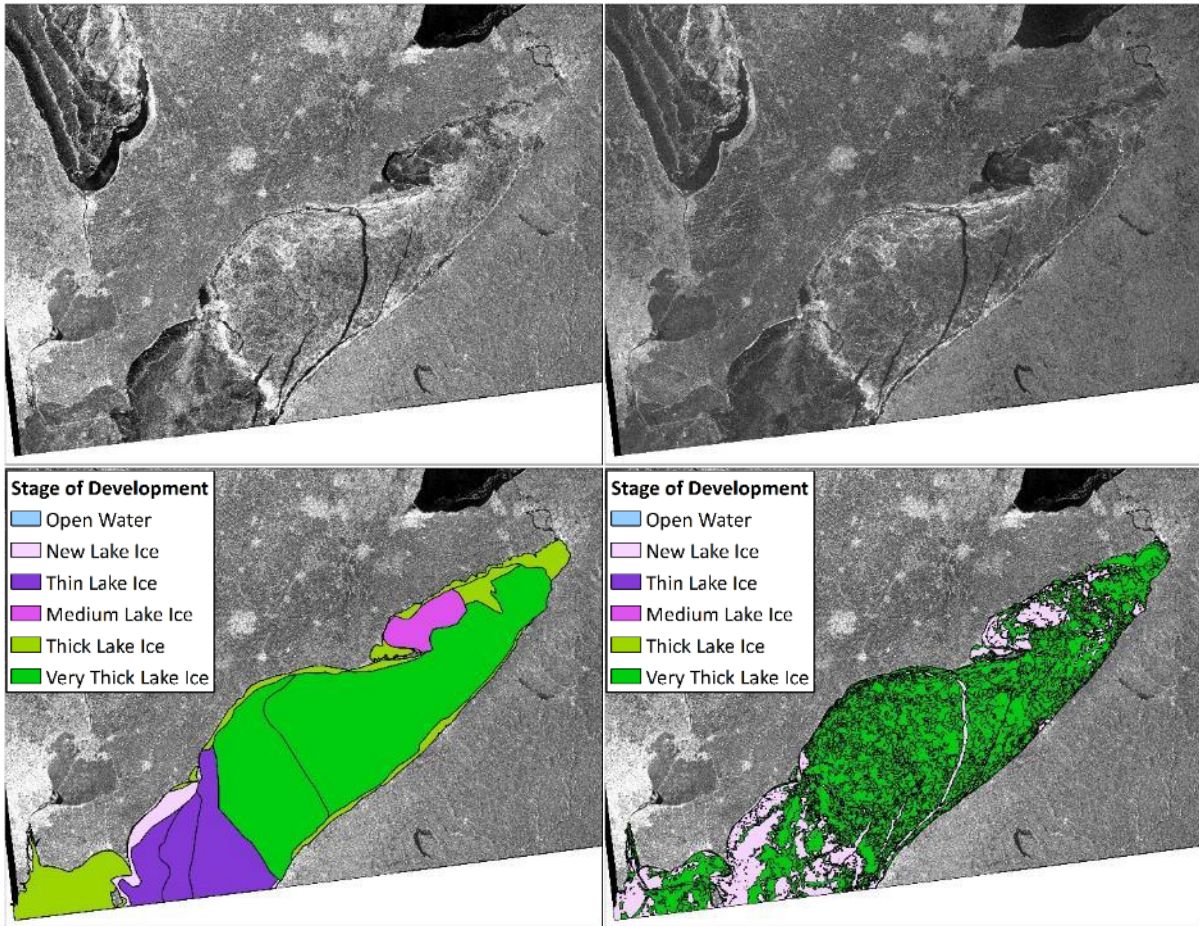 Stage of Development
Open Water
New Lake Ice
Thin Lake Ice
Medium Lake Ice
Thick Lake Ice
Very Thick Lake Ice
Stage of Development
Open Water
New Lake Ice
Thin Lake Ice
Medium Lake Ice
Thick Lake Ice
Very Thick Lake Ice